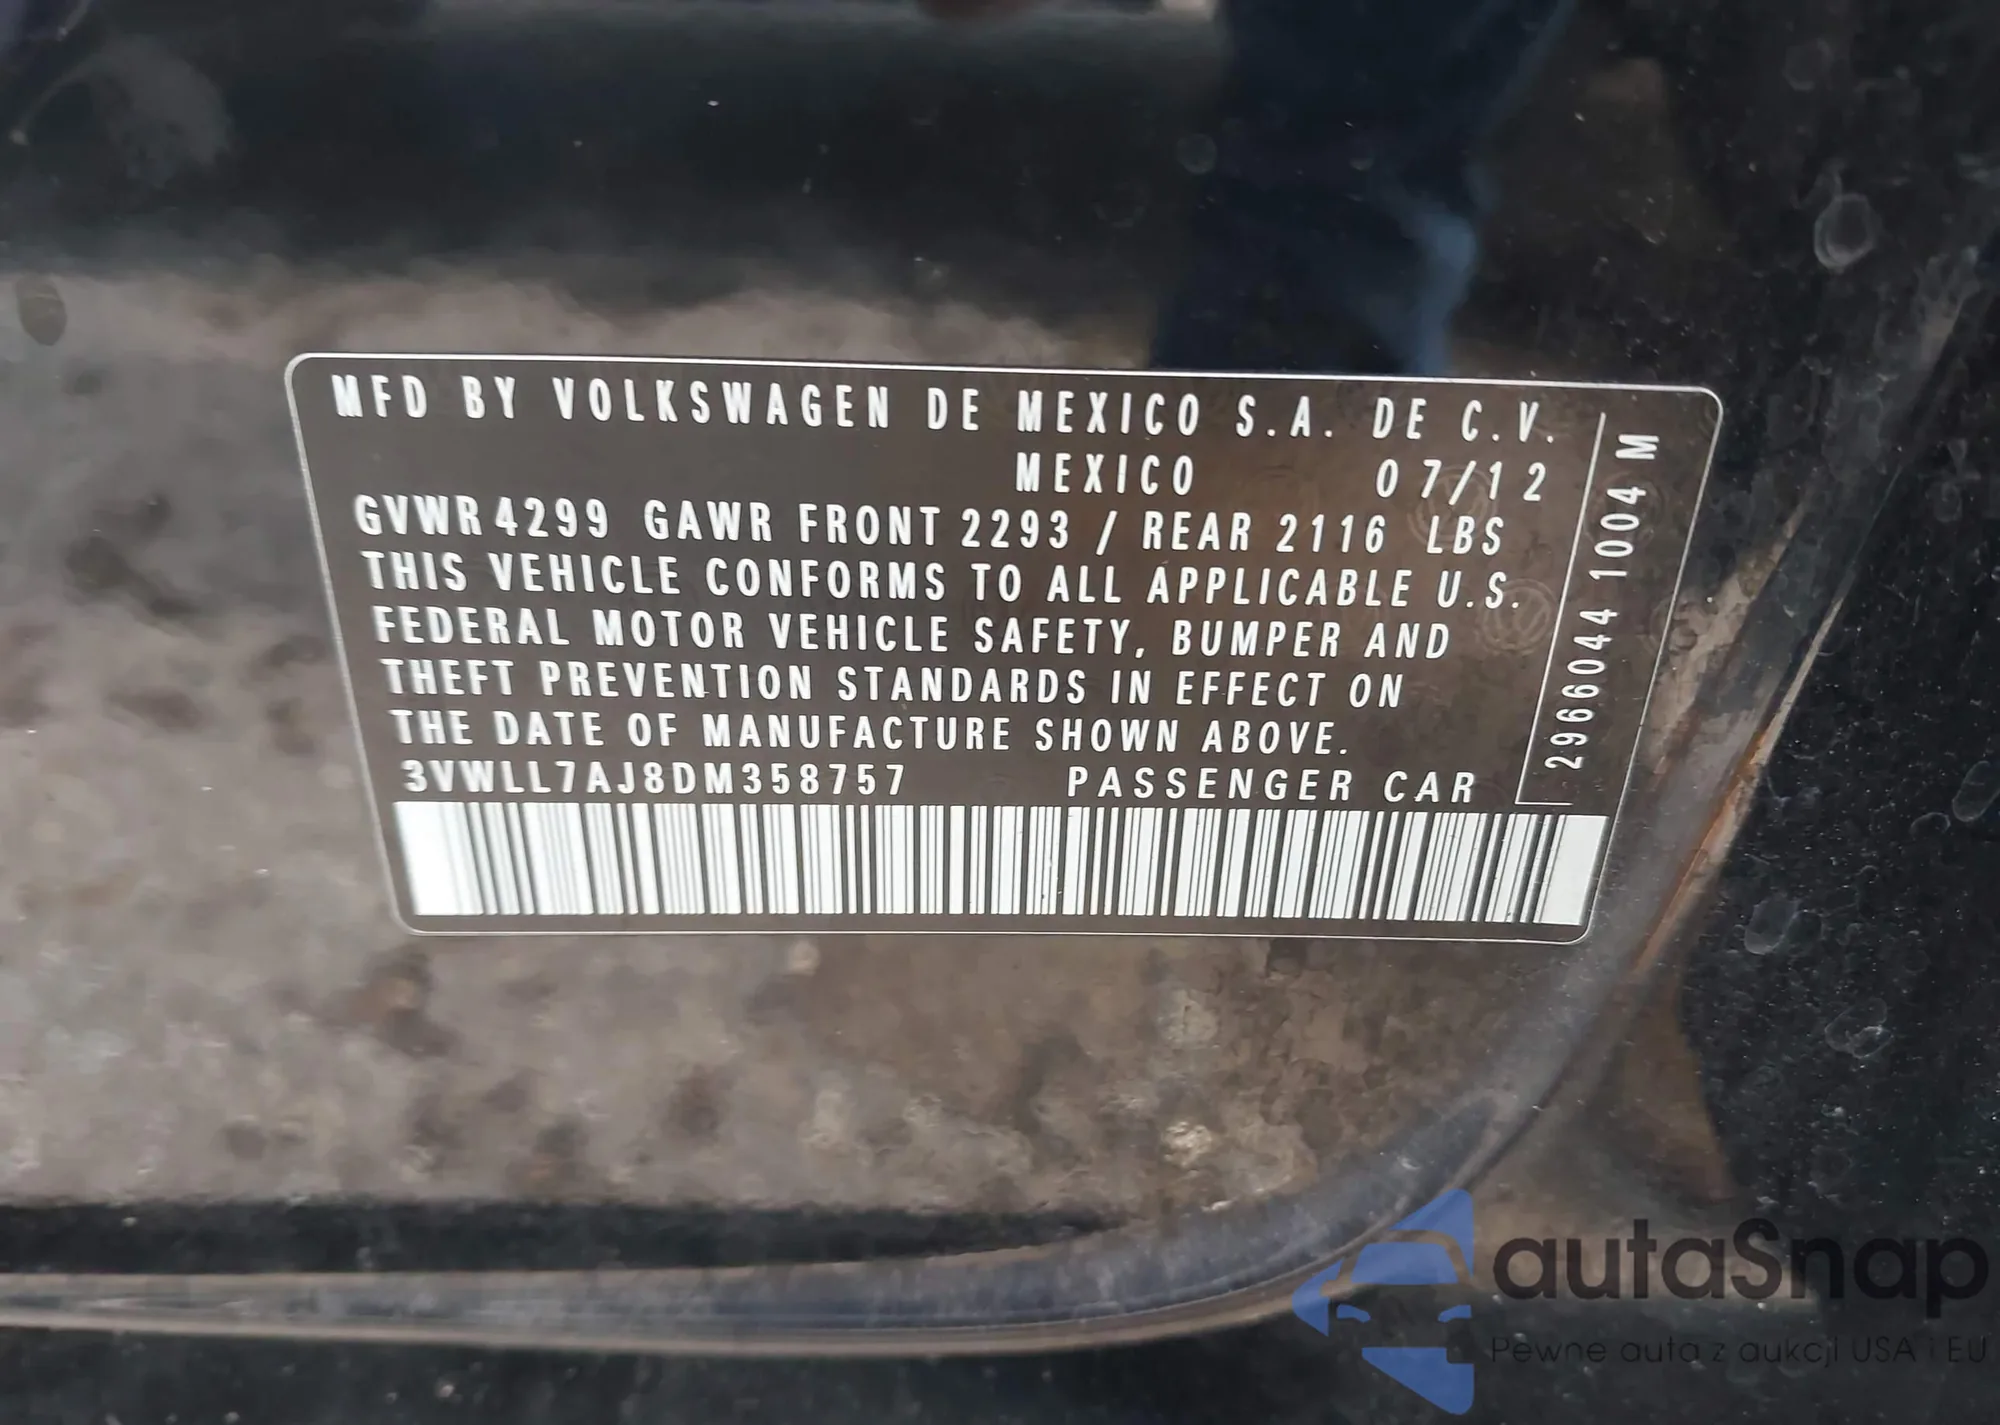 MFD BY VOLKSWAGEN DE MEXICO S.A. DE C.V.
MEXICO 07/12
GVWR 4299 GAWR FRONT 2293 / REAR 2116 LBS
THIS VEHICLE CONFORMS TO ALL APPLICABLE U.S.
FEDERAL MOTOR VEHICLE SAFETY, BUMPER AND
THEFT PREVENTION STANDARDS IN EFFECT ON
THE DATE OF MANUFACTURE SHOWN ABOVE.
3VWLL7AJ8DM358757 PASSENGER CAR
2966044 1004 M
autaSnap
Pewne auta z aukcji USA i EU